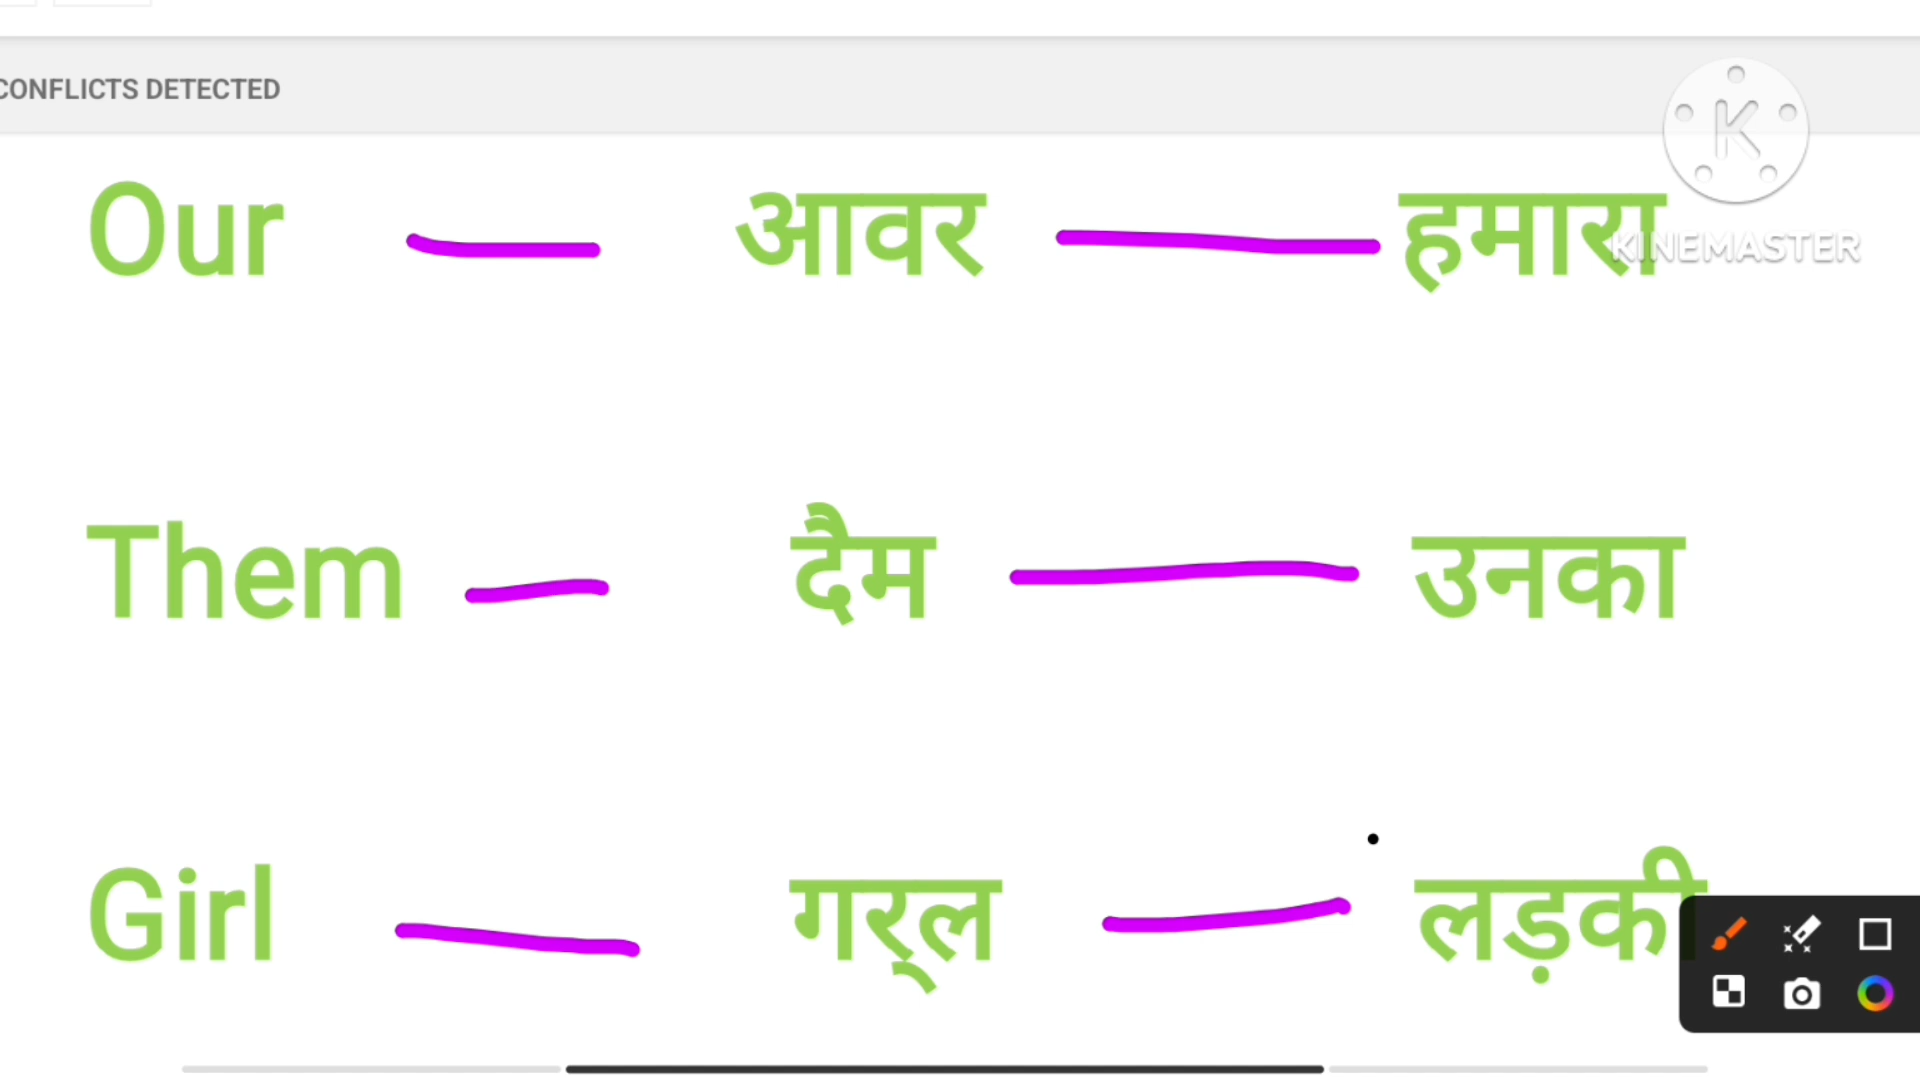 CONFLICTS DETECTED
K
KINEMASTER
Our आवर हमारा
Them दैम उनका
Girl गर्‌ल लड़की